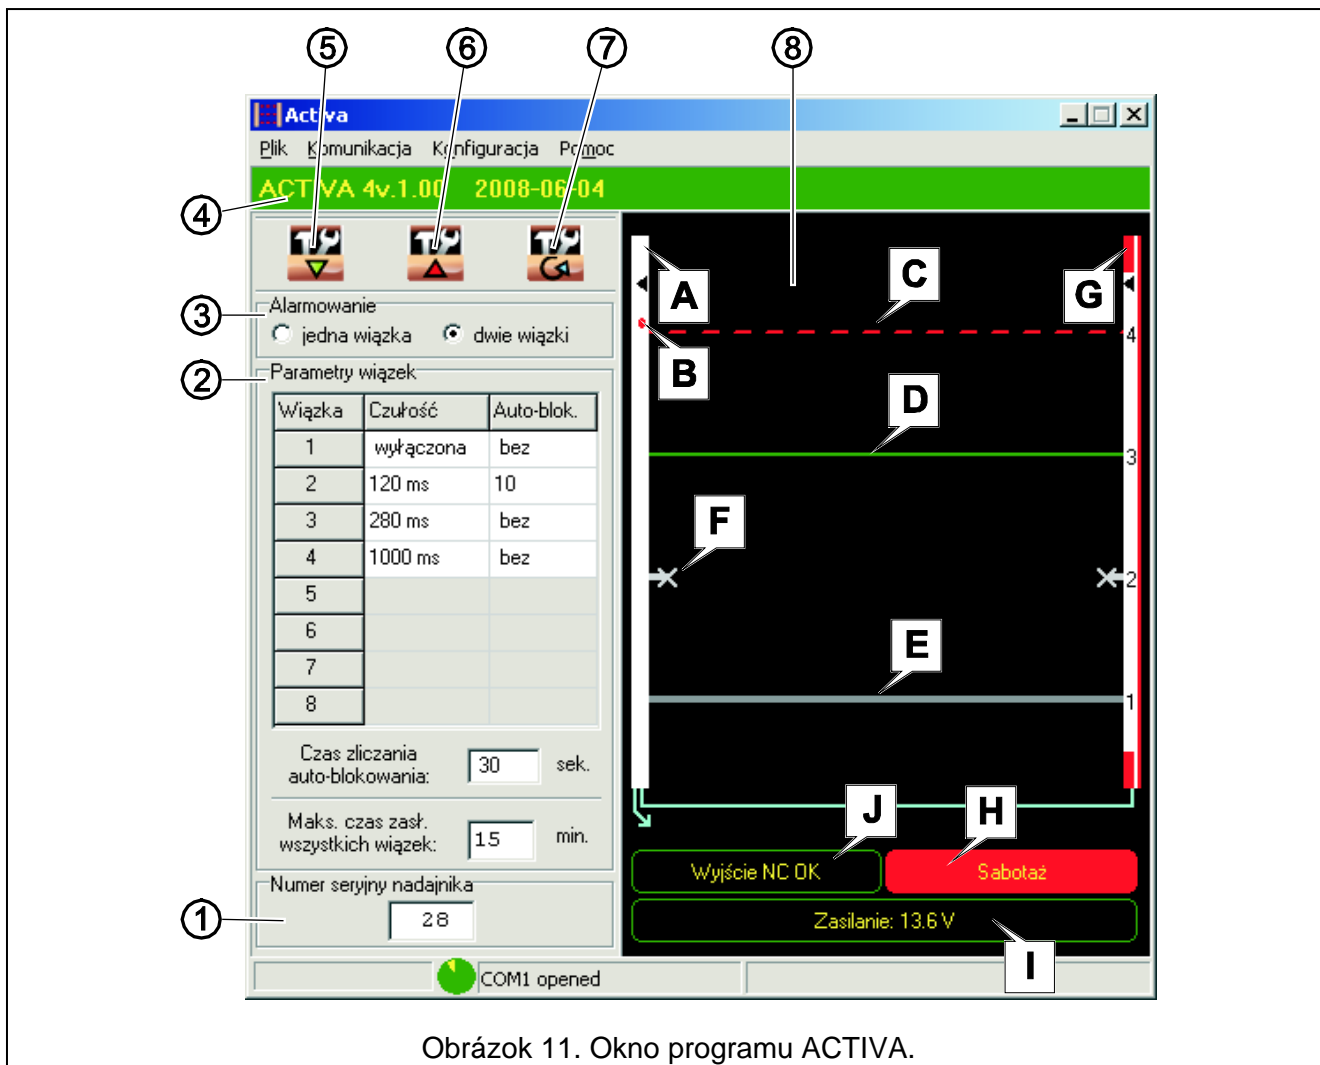 5 6 7 8
Activa
Plik Komunikacja Konfiguracja Pomoc
ACTIVA 4v.1.00 2008-06-04
4
Alarmowanie
3
jedna wiązka dwie wiązki
2
Parametry wiązek
Wiązka Czułość Auto-blok.
1 wyłączona bez
2 120 ms 10
3 280 ms bez
4 1000 ms bez
5
6
7
8
Czas zliczania
auto-blokowania: 30 sek.
Maks. czas zasł.
wszystkich wiązek: 15 min.
Numer seryjny nadajnika
1
28
COM1 opened
A C G
B 4
D
3
F
2
E
1
J H
Wyjście NC OK Sabotaż
Zasilanie: 13.6 V
I
Obrázok 11. Okno programu ACTIVA.